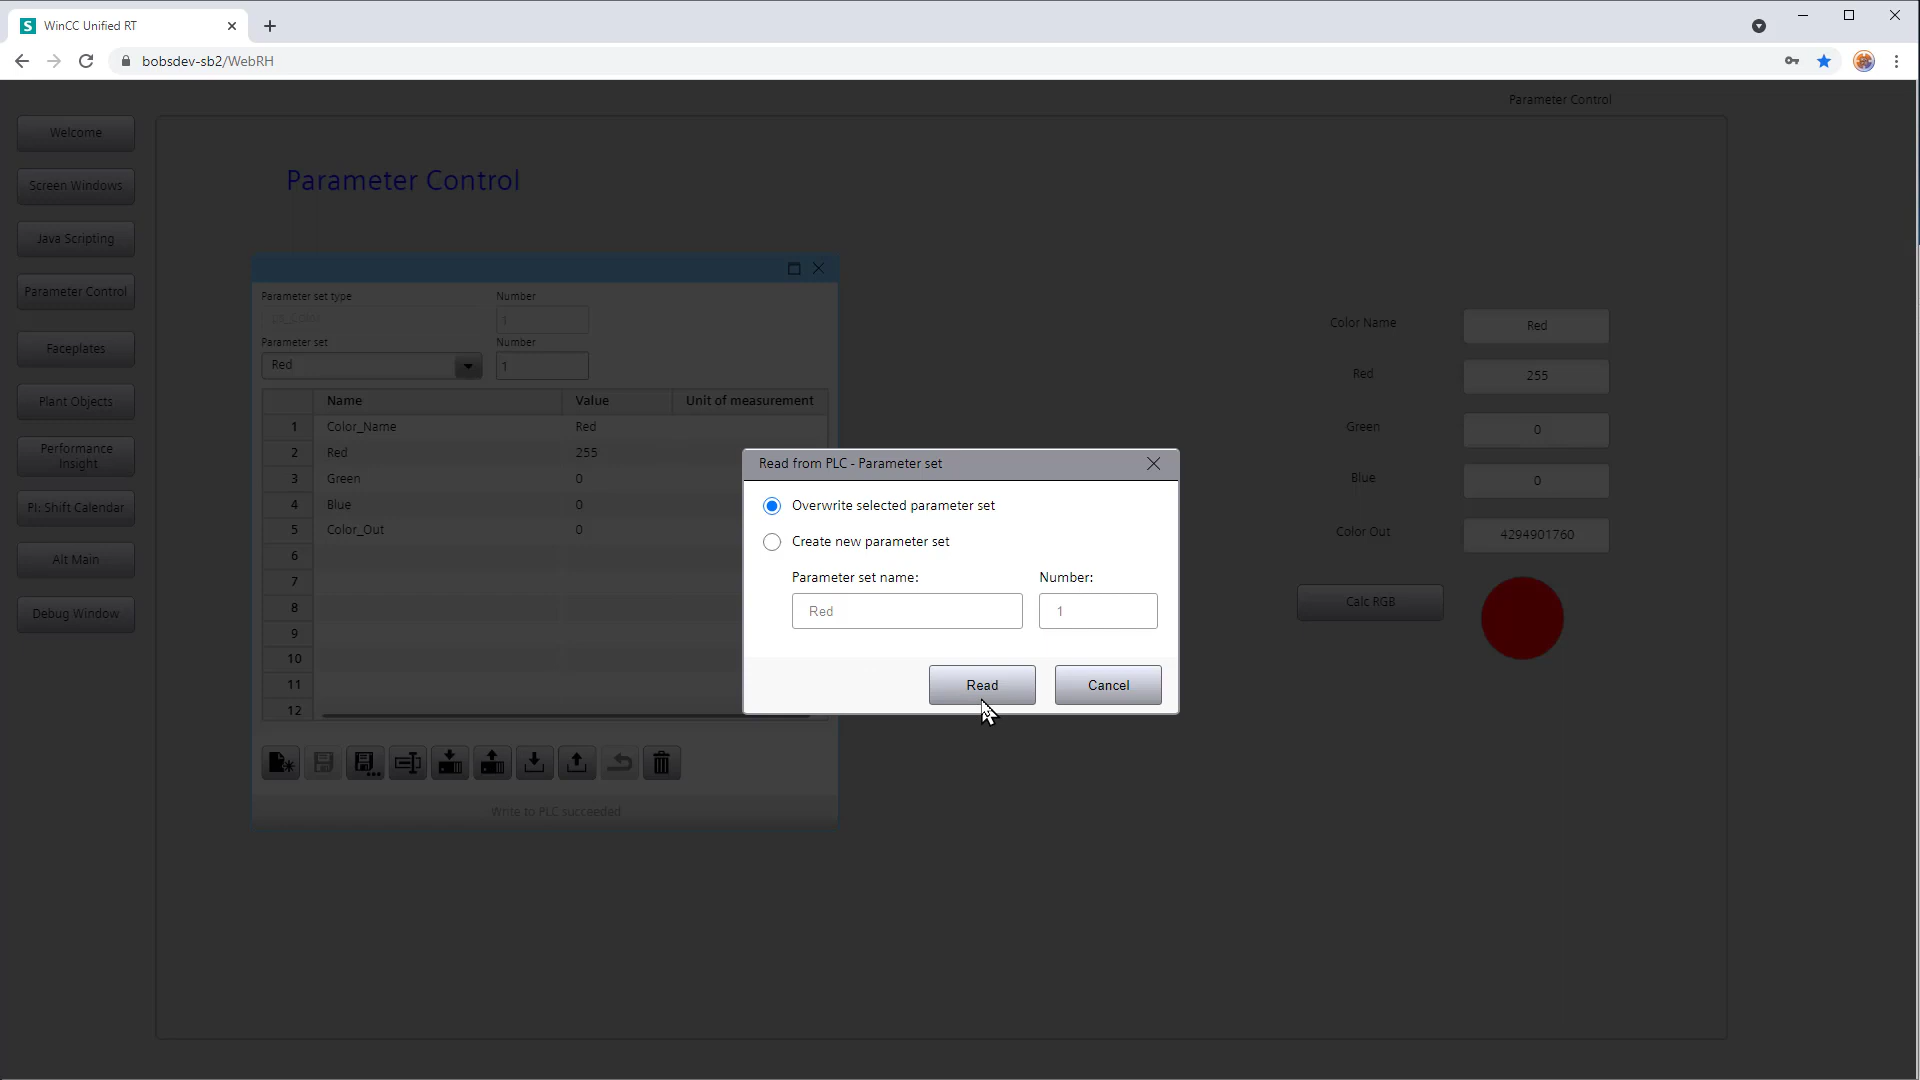 WinCC Unified RT
bobsdev-sb2/WebRH
Parameter Control
Welcome
Screen Windows
Java Scripting
Parameter Control
Faceplates
Plant Objects
Performance
Insight
PI: Shift Calendar
Alt Main
Debug Window
Parameter Control
Parameter set type
Number
1
Parameter set
Number
Red
1
Name Value Unit of measurement
1 Color_Name Red
2 Red 255
3 Green 0
4 Blue 0
5 Color_Out 0
6
7
8
9
10
11
12
Write to PLC succeeded
Read from PLC - Parameter set
Overwrite selected parameter set
Create new parameter set
Parameter set name: Number:
Red 1
Read Cancel
Color Name Red
Red 255
Green 0
Blue 0
Color Out 4294901760
Calc RGB